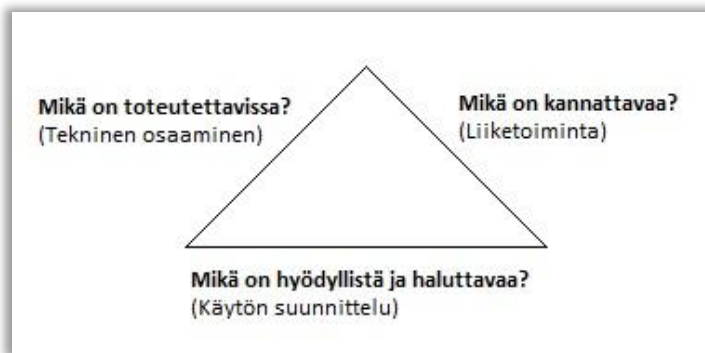 Mikä on toteutettavissa?
(Tekninen osaaminen)
Mikä on kannattavaa?
(Liiketoiminta)
Mikä on hyödyllistä ja haluttavaa?
(Käytön suunnittelu)